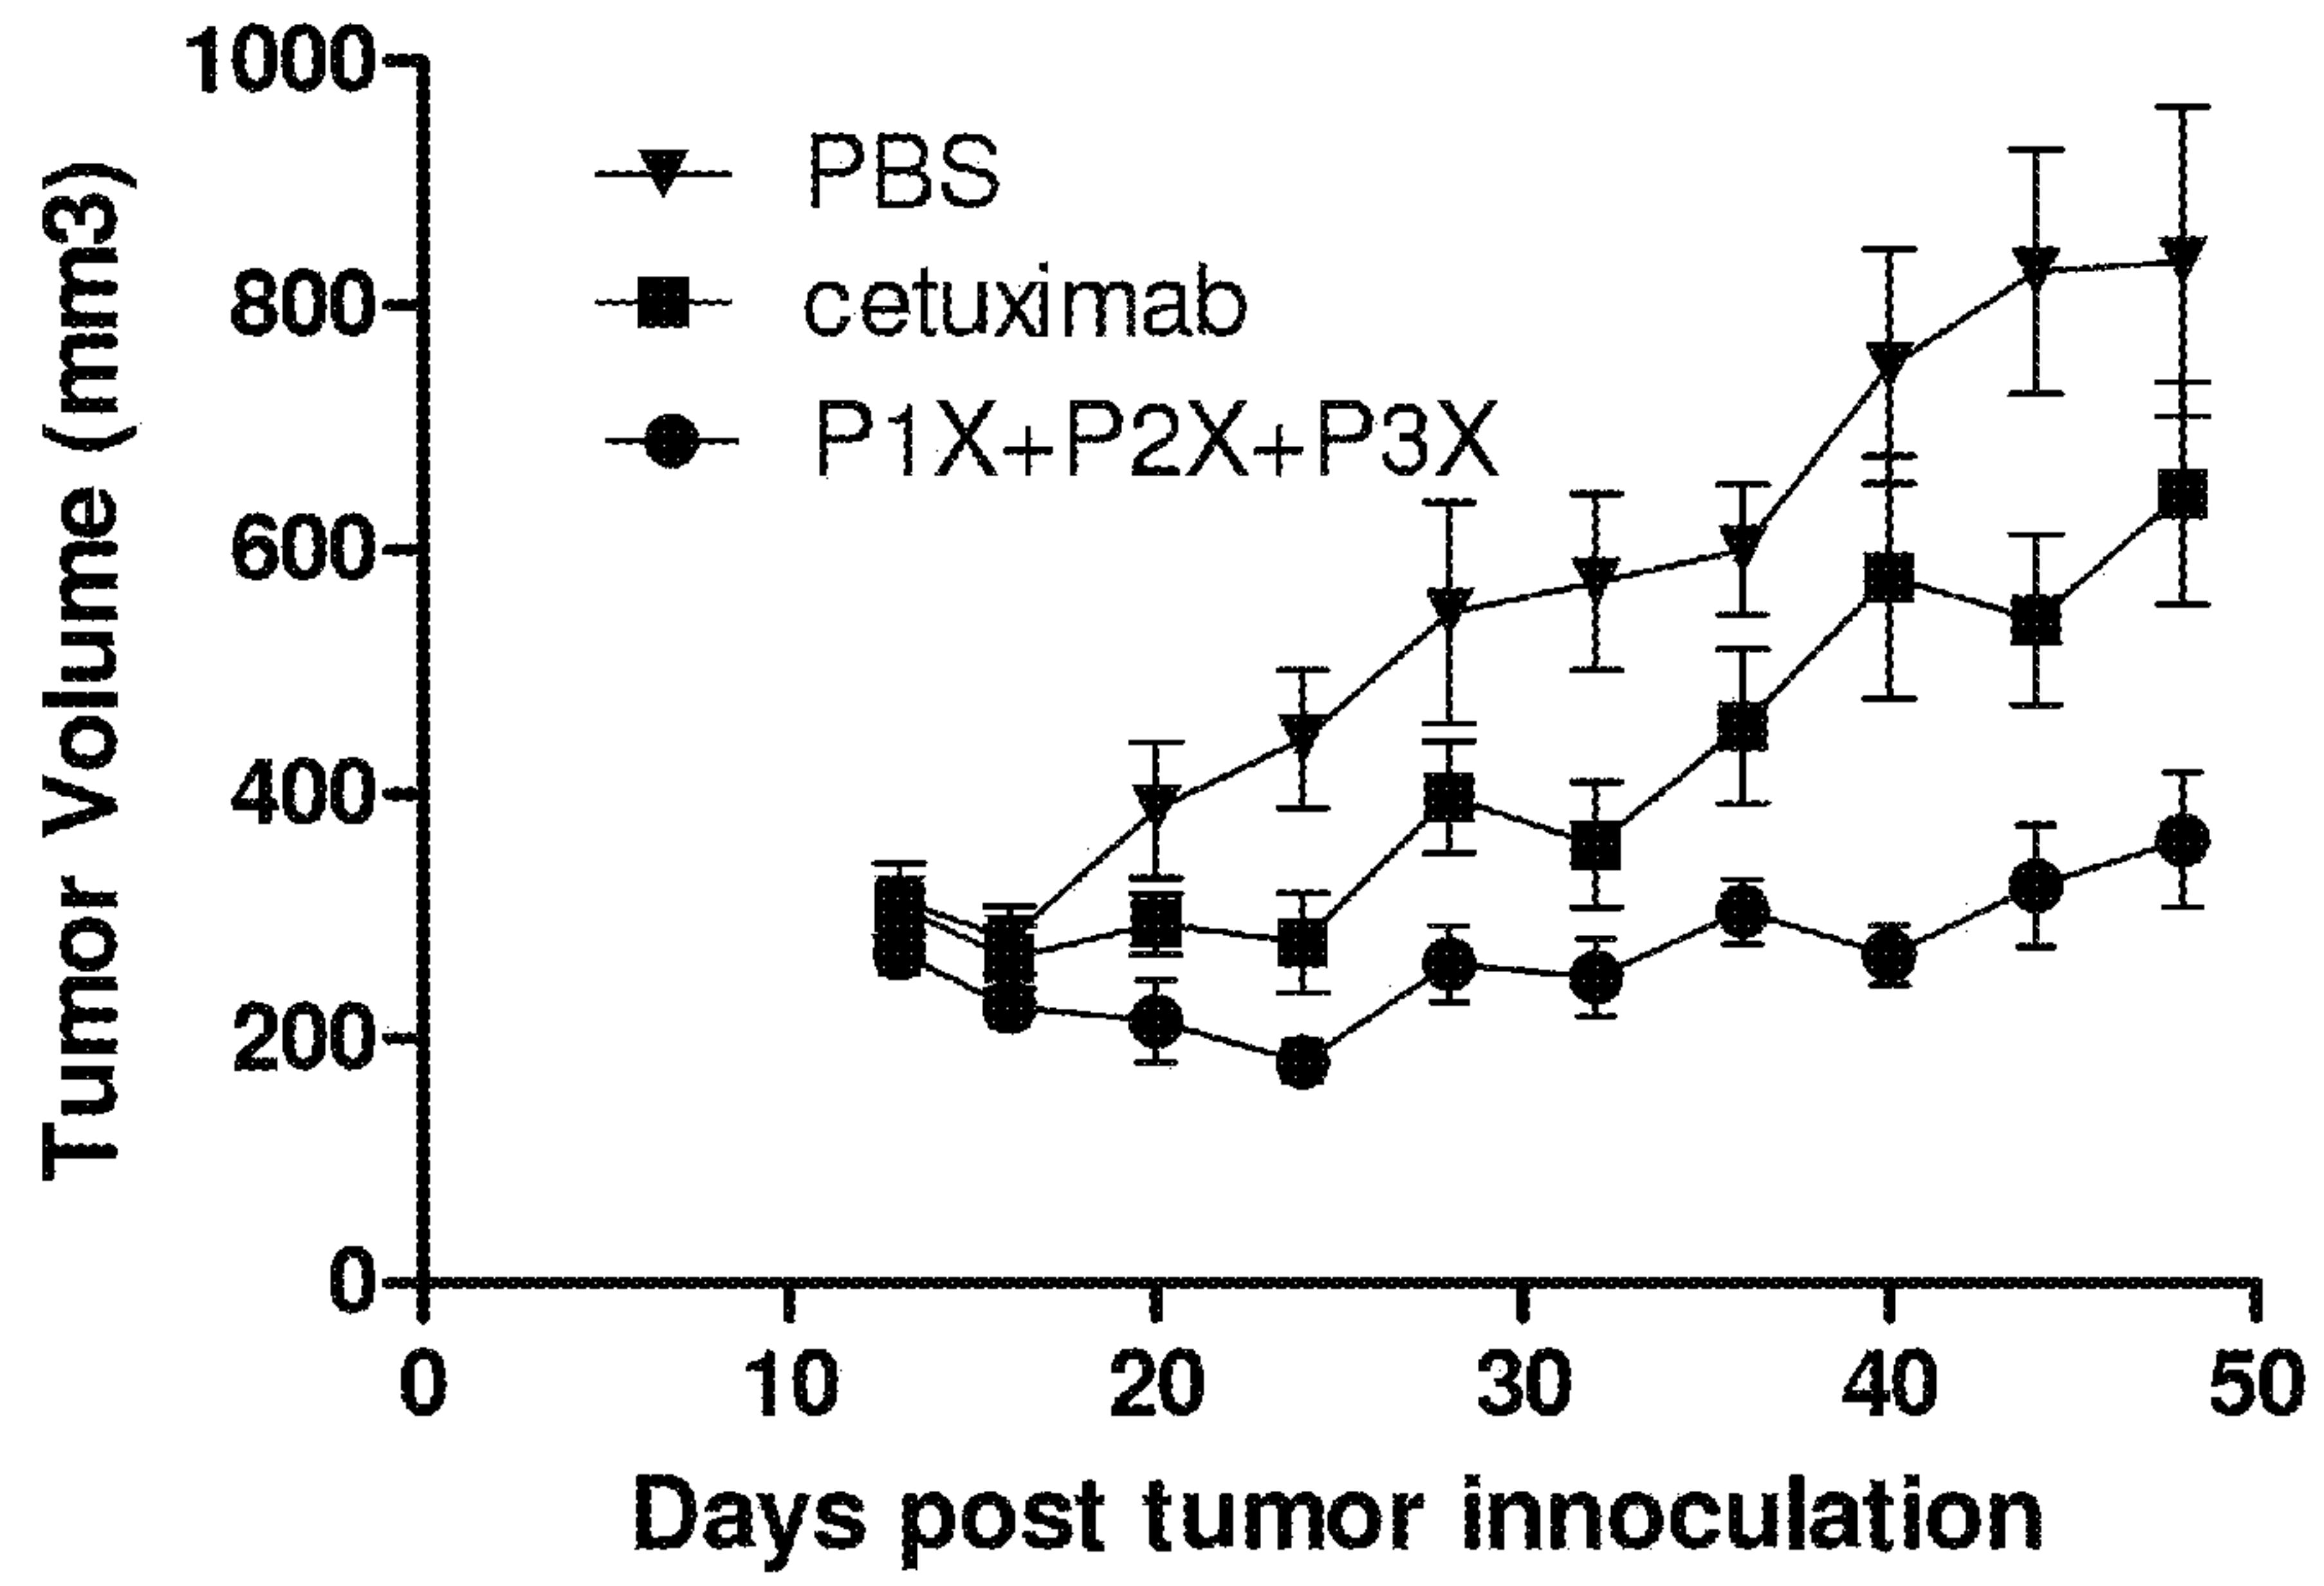 Tumor Volume (mm3)
1000
800
600
400
200
0
PBS
cetuximab
P1X+P2X+P3X
0 10 20 30 40 50
Days post tumor innoculation